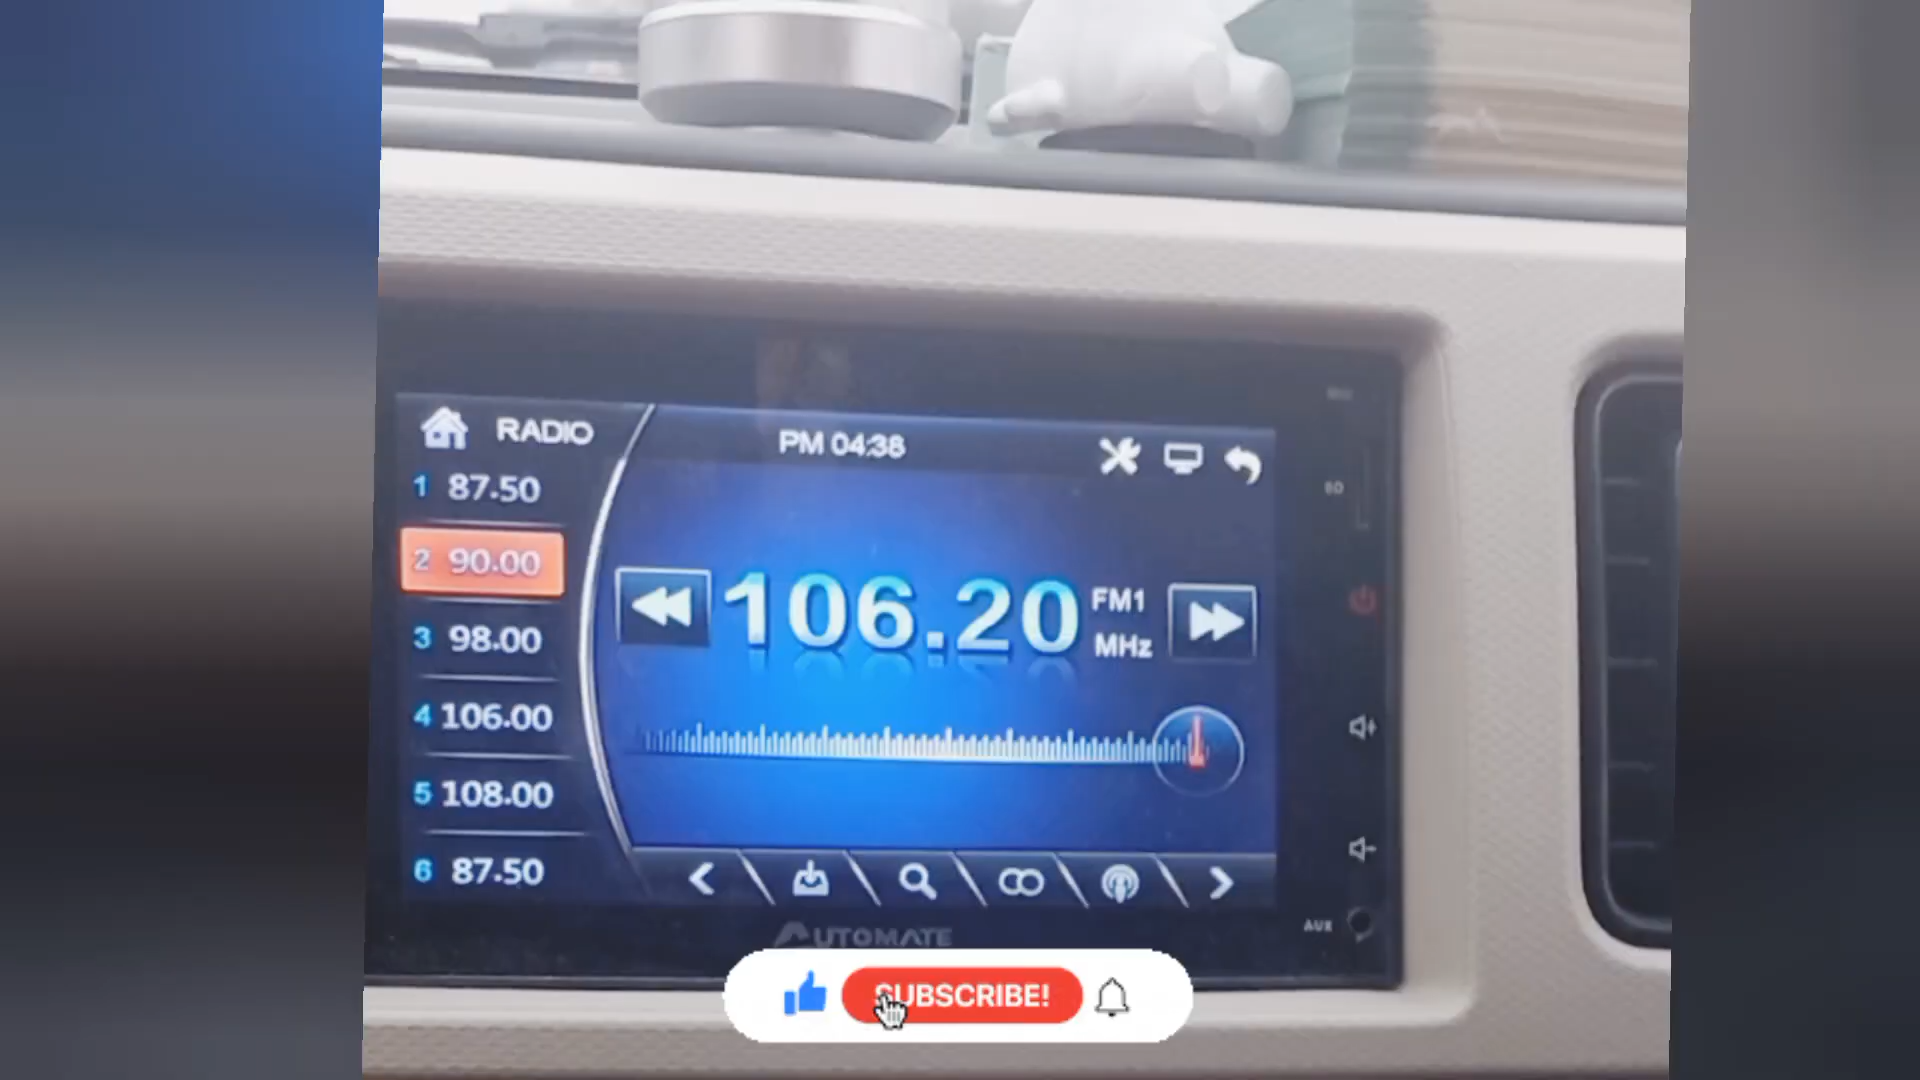 RADIO
PM 04:38
1 87.50
2 90.00
3 98.00
4 106.00
5 108.00
6 87.50
106.20
FM1
MHz
AUTOMATE
AUX
SUBSCRIBE!